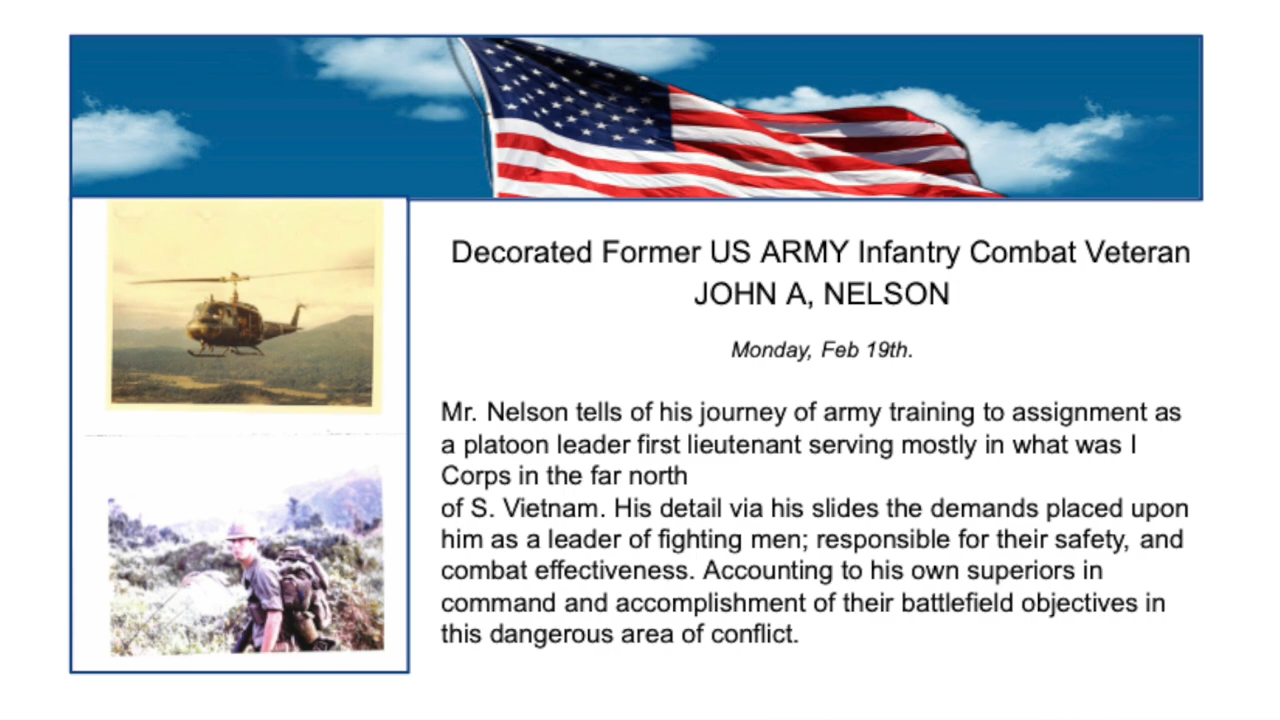 Decorated Former US ARMY Infantry Combat Veteran
JOHN A, NELSON
Monday, Feb 19th.
Mr. Nelson tells of his journey of army training to assignment as
a platoon leader first lieutenant serving mostly in what was I
Corps in the far north
of S. Vietnam. His detail via his slides the demands placed upon
him as a leader of fighting men; responsible for their safety, and
combat effectiveness. Accounting to his own superiors in
command and accomplishment of their battlefield objectives in
this dangerous area of conflict.